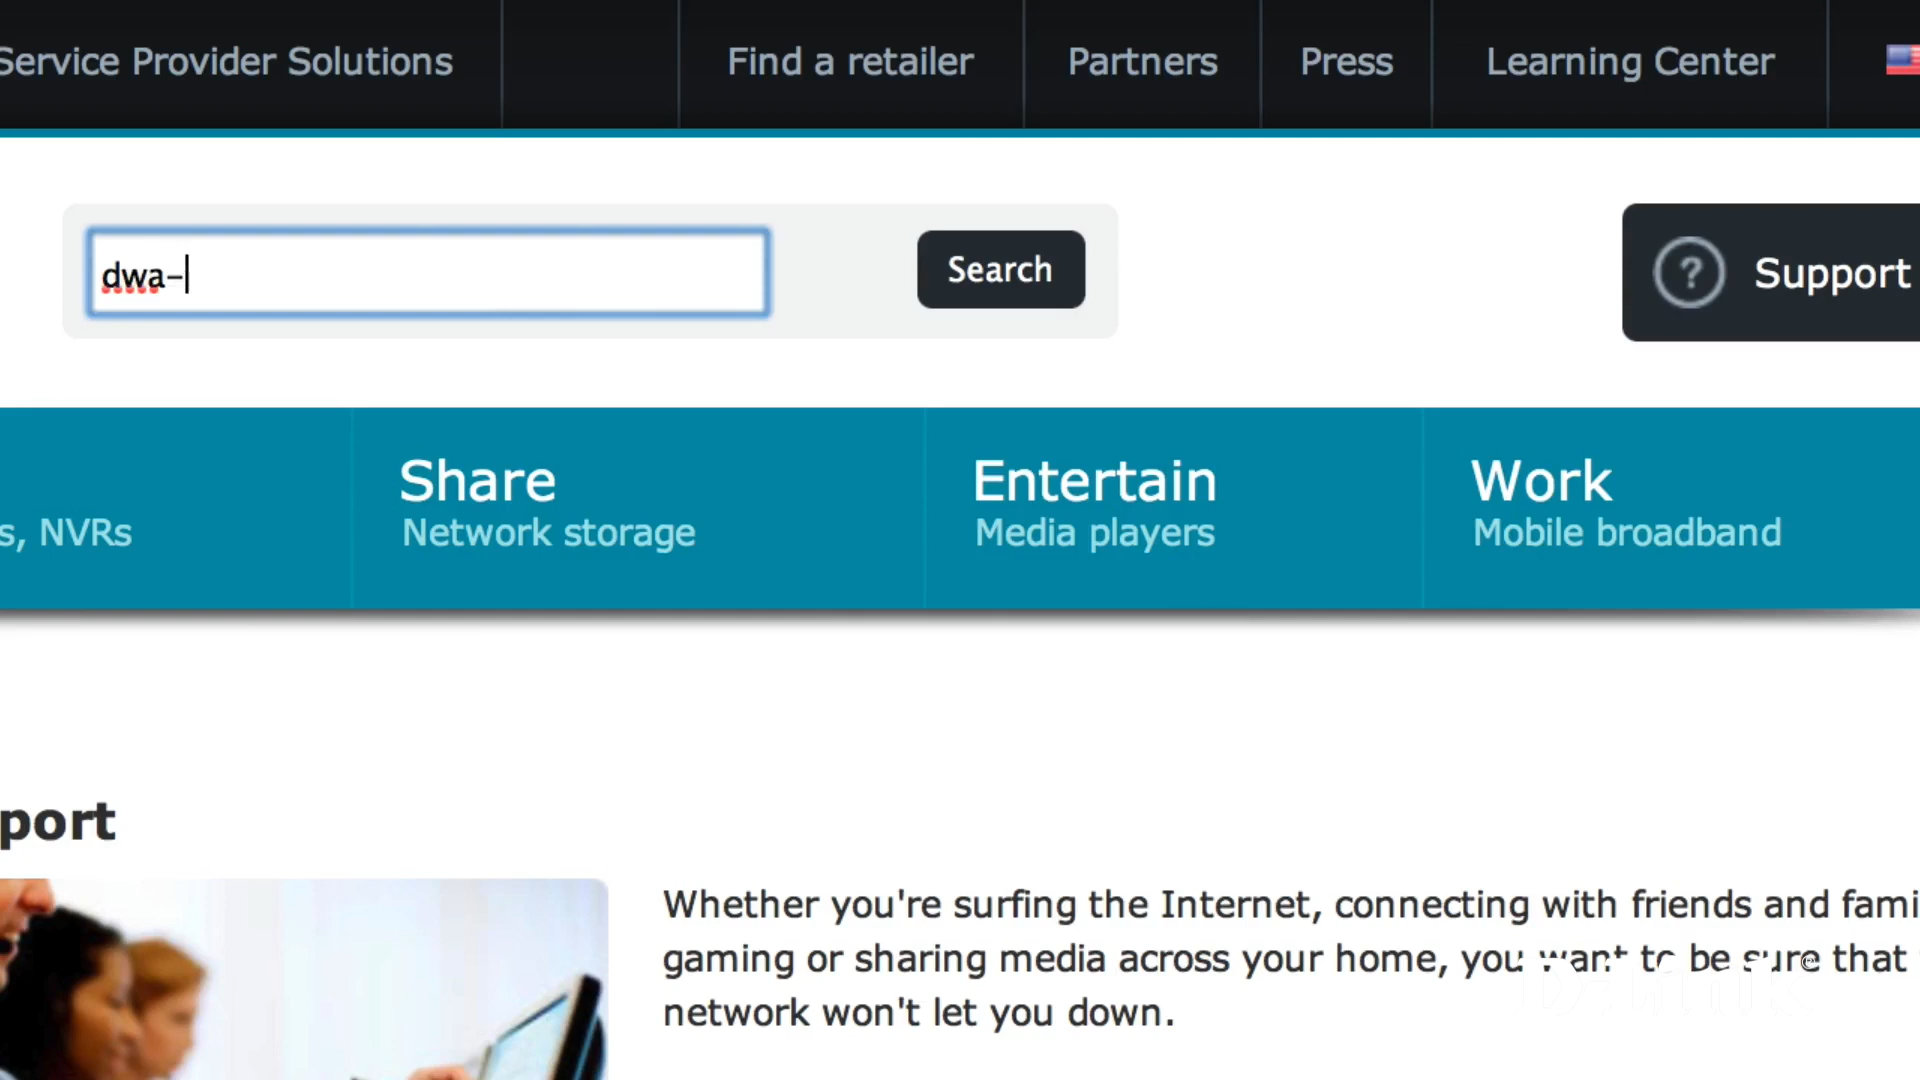 Service Provider Solutions Find a retailer Partners Press Learning Center
dwa- Search ? Support
Share Entertain Work
s, NVRs Network storage Media players Mobile broadband
pport
Whether you're surfing the Internet, connecting with friends and fami
gaming or sharing media across your home, you want to be sure that
network won't let you down.
D-Link®